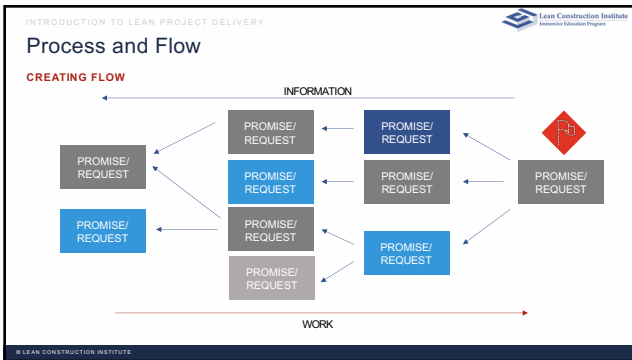 INTRODUCTION TO LEAN PROJECT DELIVERY
Lean Construction Institute
Immersive Education Program
Process and Flow
CREATING FLOW
INFORMATION
PROMISE/
REQUEST
PROMISE/
REQUEST
PROMISE/
REQUEST
PROMISE/
REQUEST
PROMISE/
REQUEST
PROMISE/
REQUEST
PROMISE/
REQUEST
PROMISE/
REQUEST
PROMISE/
REQUEST
PROMISE/
REQUEST
WORK
© LEAN CONSTRUCTION INSTITUTE